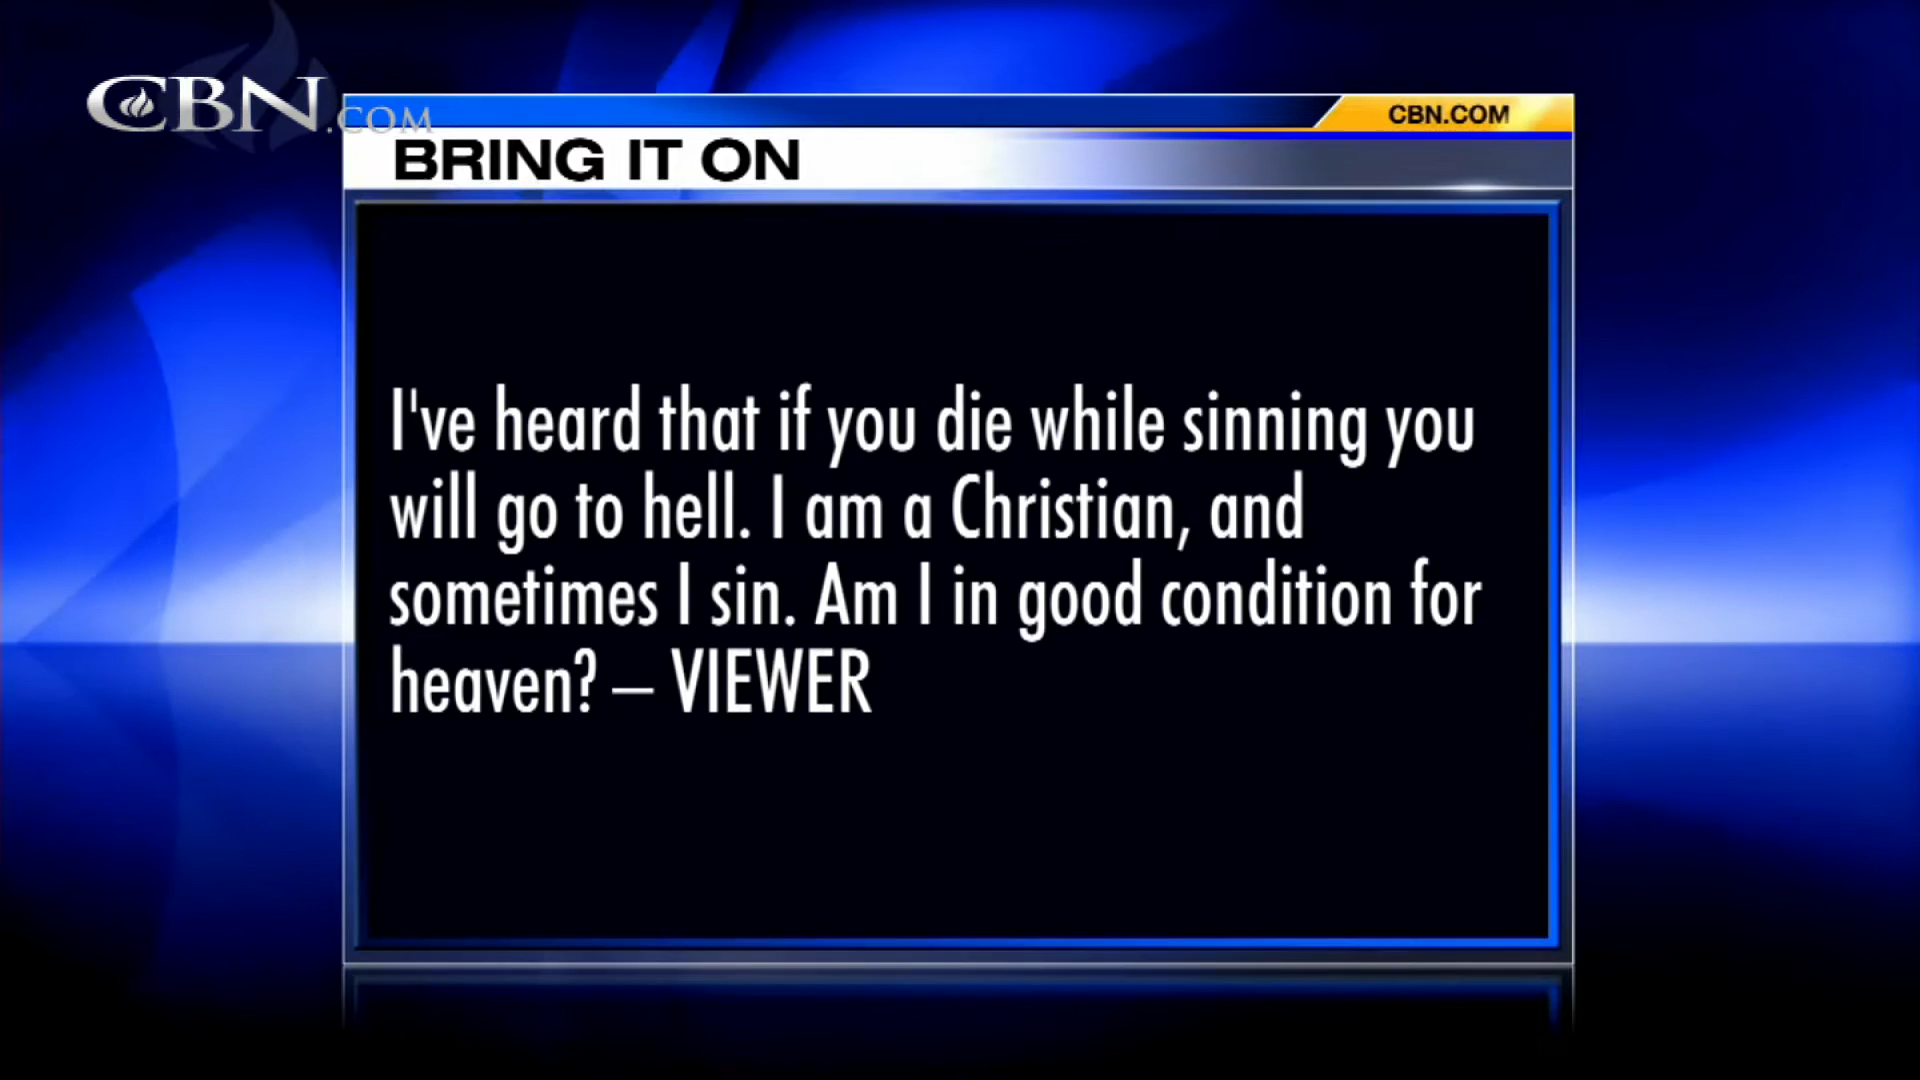 CBN.COM
CBN.COM
BRING IT ON
I've heard that if you die while sinning you
will go to hell. I am a Christian, and
sometimes I sin. Am I in good condition for
heaven? – VIEWER